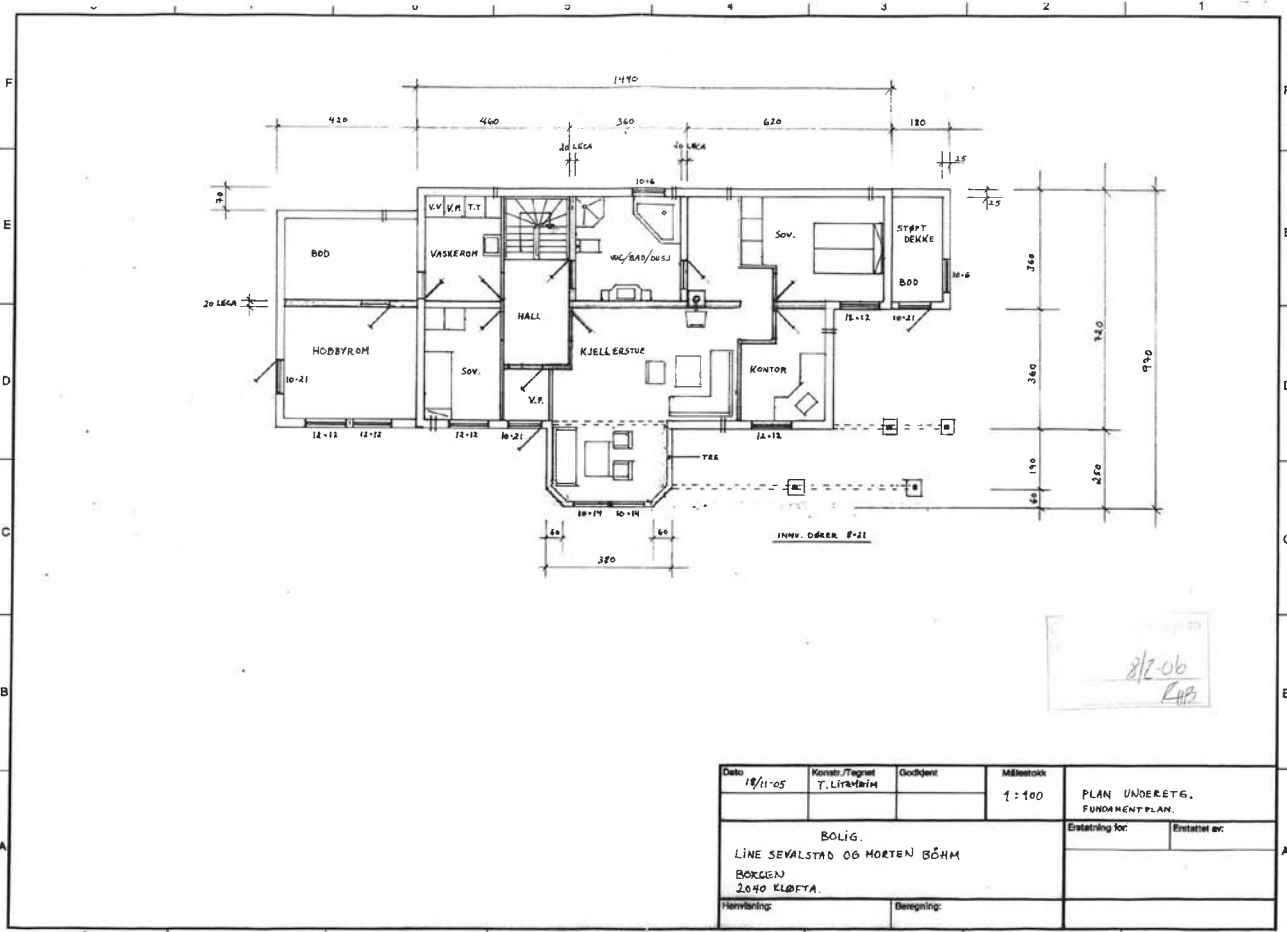 4
2
1
F
F
1440
420
460
360
620
180
20 LECA
20 LECA
25
70
10-6
25
E
E
V.V V.M T.T
SOV.
STØPT
DEKKE
BOD
VASKEROM
WC/BAD/DUSJ
BOD
10-6
360
20 LECA
HALL
12-12
10-21
720
HOBBYROM
KJELLERSTUE
KONTOR
970
D
D
10-21
SOV.
360
V.F.
12-12
12-12
12-12
10-21
12-12
TRE
190
250
60
10-14
10-14
C
C
60
60
INNV. DØRER 8-21
380
8/2-06
RHB
B
B
Dato
Konstr./Tegnet
Godkjent
Målestokk
18/11-05
1:100
PLAN UNDERETG.
FUNDAMENTPLAN.
BOLIG.
Erstatning for:
Erstattet av:
LINE SEVALSTAD OG MORTEN BÖHM
BORGEN
2040 KLØFTA.
A
A
Henvisning:
Beregning: